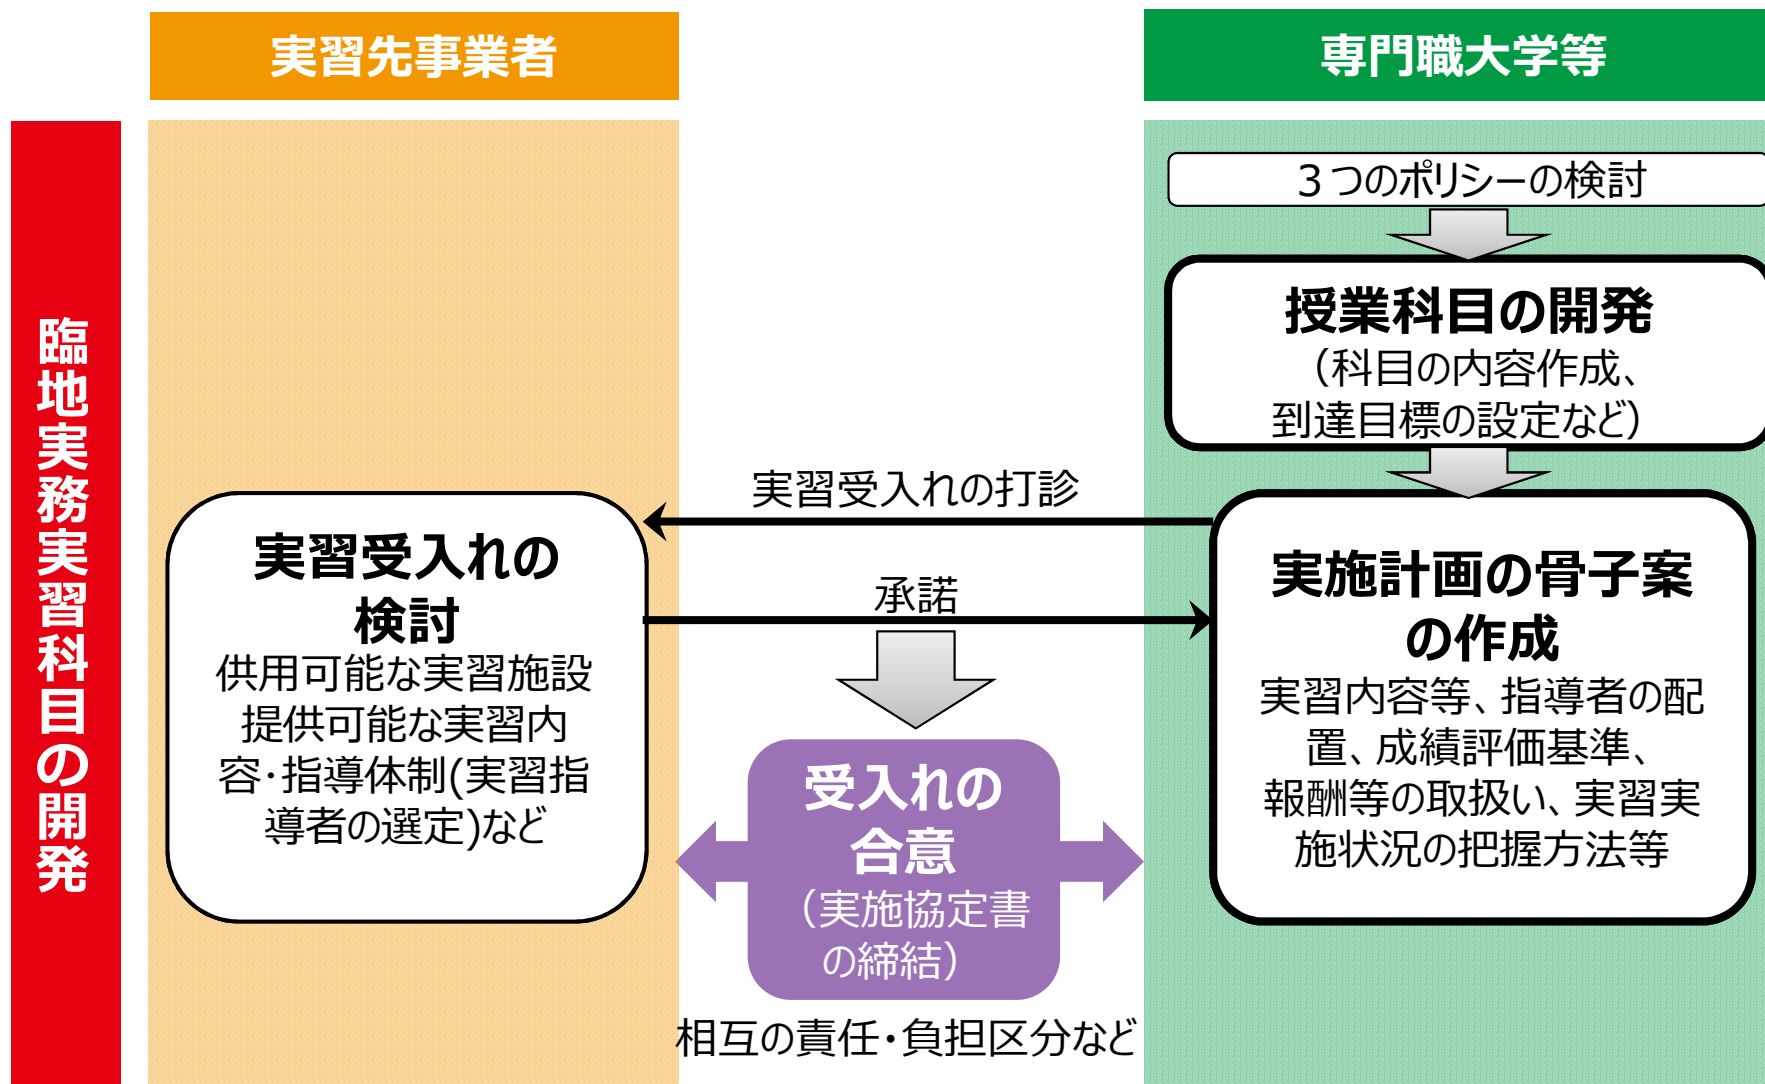 実習先事業者
専門職大学等
臨地実務実習科目の開発
３つのポリシーの検討
授業科目の開発
（科目の内容作成、
到達目標の設定など）
実習受入れの打診
承諾
実習受入れの
検討
供用可能な実習施設
提供可能な実習内
容・指導体制(実習指
導者の選定)など
実施計画の骨子案
の作成
実習内容等、指導者の配
置、成績評価基準、
報酬等の取扱い、実習実
施状況の把握方法等
受入れの
合意
（実施協定書
の締結）
相互の責任・負担区分など